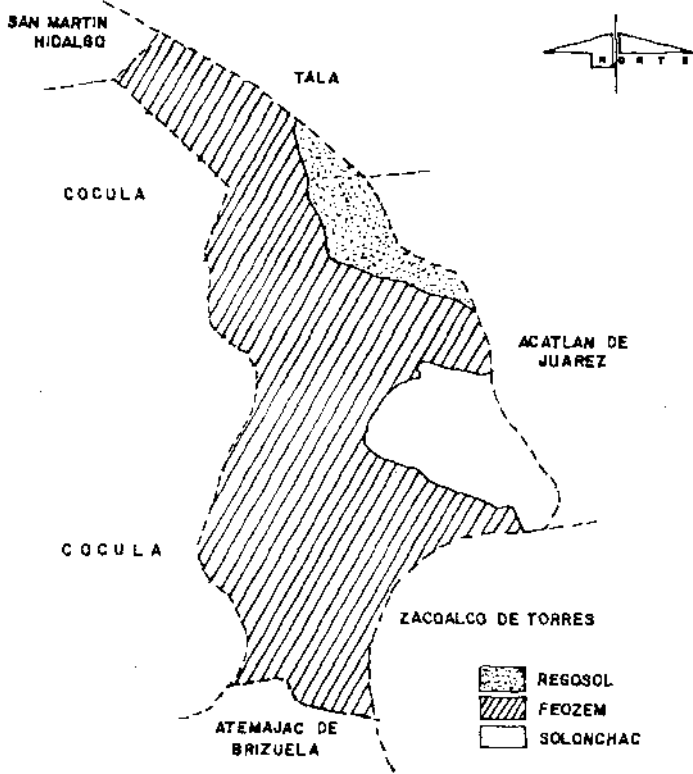 SAN MARTIN
HIDALGO
TALA
NORTE
COCULA
ACATLAN DE
JUAREZ
COCULA
ZACOALCO DE TORRES
REGOSOL
FEOZEM
SOLONCHAC
ATEMAJAC DE
BRIZUELA